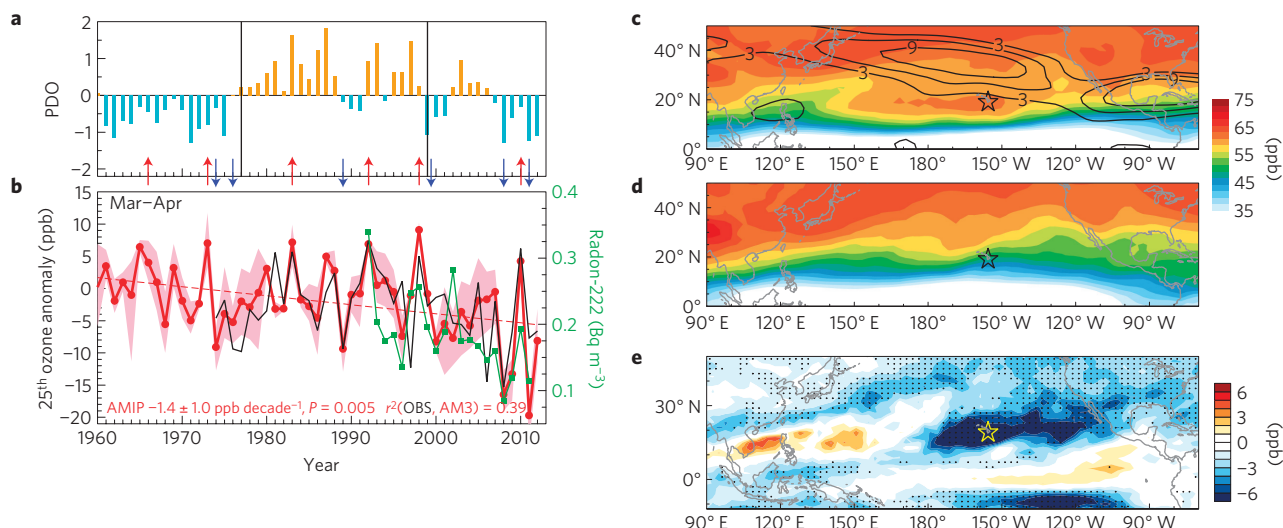 a
2
1
0
−1
−2
PDO
b
Mar–Apr
15
10
5
0
−5
−10
−15
−20
25th ozone anomaly (ppb)
0.4
0.3
0.2
0.1
Radon-222 (Bq m−3)
AMIP −1.4 ± 1.0 ppb decade−1, P = 0.005 r2(OBS, AM3) = 0.39
1960 1970 1980 1990 2000 2010
Year
c
40° N
20° N
0°
3 3 9 3 3 3 9
90° E 120° E 150° E 180° 150° W 120° W 90° W
d
40° N
20° N
0°
90° E 120° E 150° E 180° 150° W 120° W 90° W
75
65
55
45
35
(ppb)
e
30° N
0°
90° E 120° E 150° E 180° 150° W 120° W 90° W
6
3
0
−3
−6
(ppb)